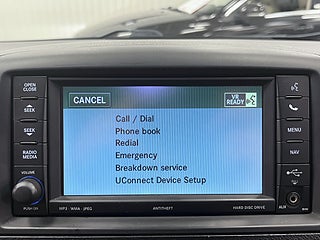 OPEN
CLOSE
SEEK
SEEK
RADIO
MEDIA
VOLUME
PUSH ON
CANCEL
VR
READY
Call / Dial
Phone book
Redial
Emergency
Breakdown service
UConnect Device Setup
MENU
NAV
AUX
MP3 · WMA · JPEG
ANTITHEFT
HARD DISC DRIVE